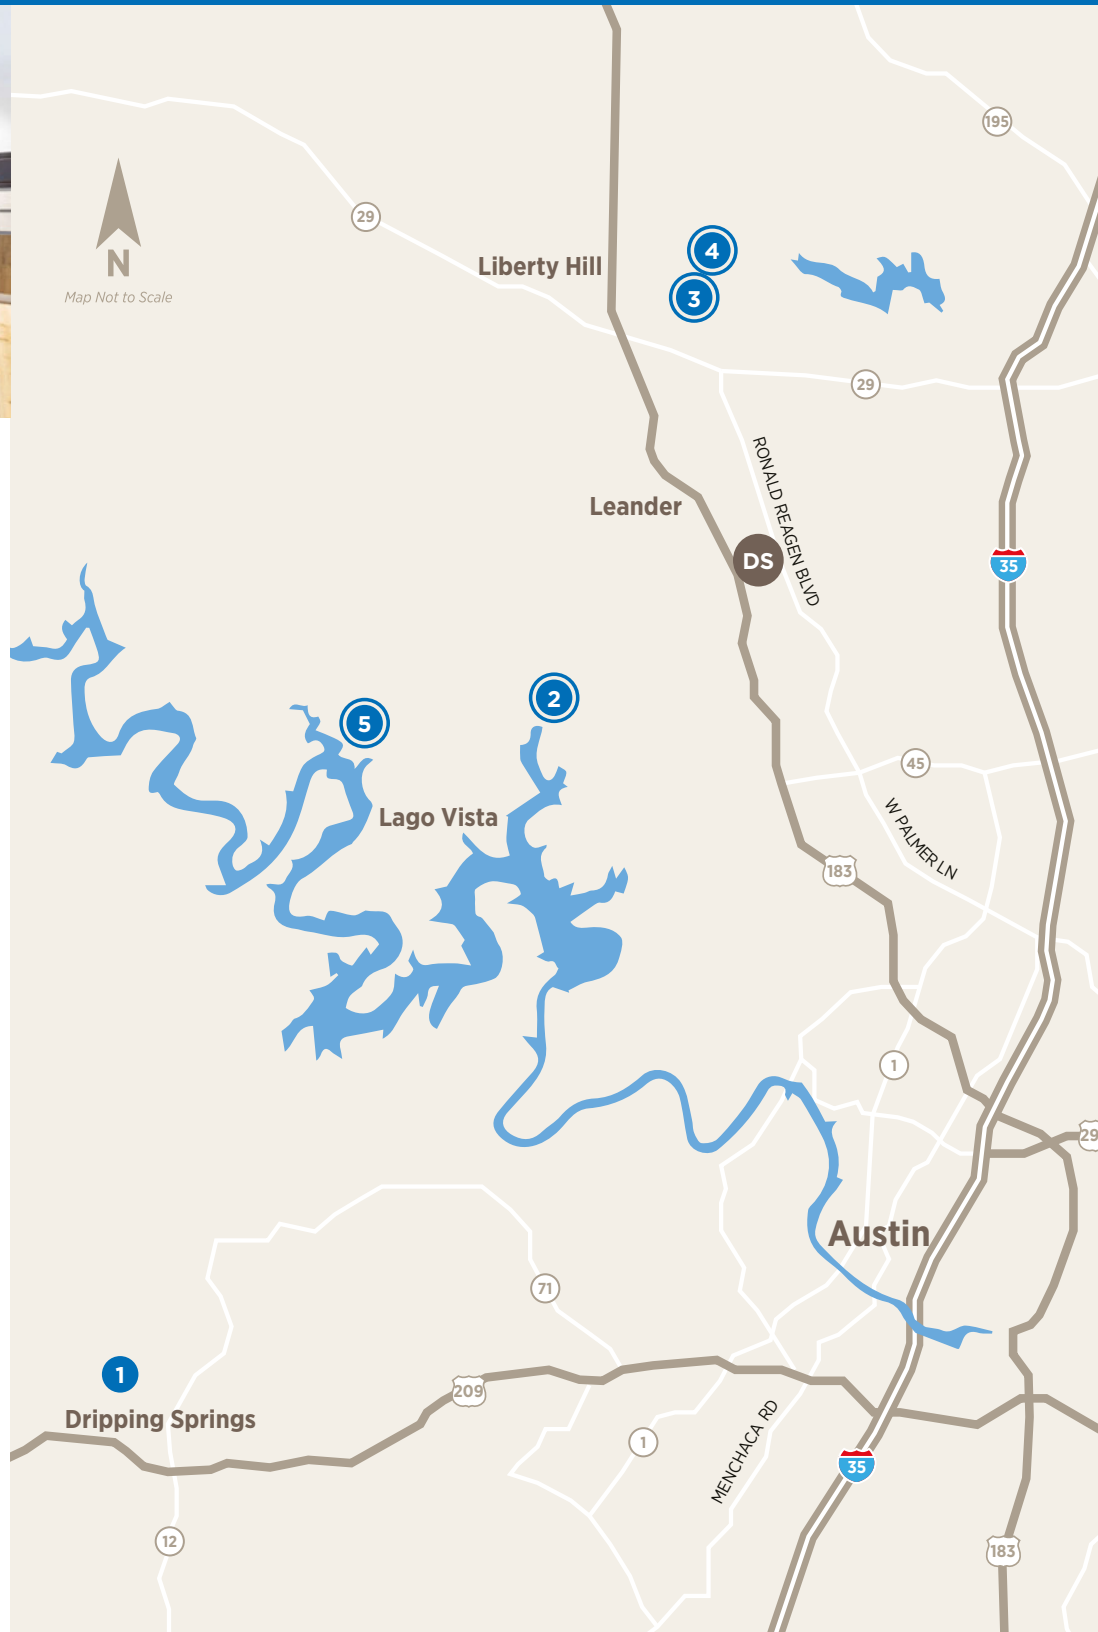 195
29
4
Liberty Hill
3
N
Map Not to Scale
29
RONALD REAGEN BLVD
Leander
DS
35
2
5
45
Lago Vista
W PALMER LN
183
1
29
Austin
71
1
209
Dripping Springs
MENCHACA RD
1
35
12
183